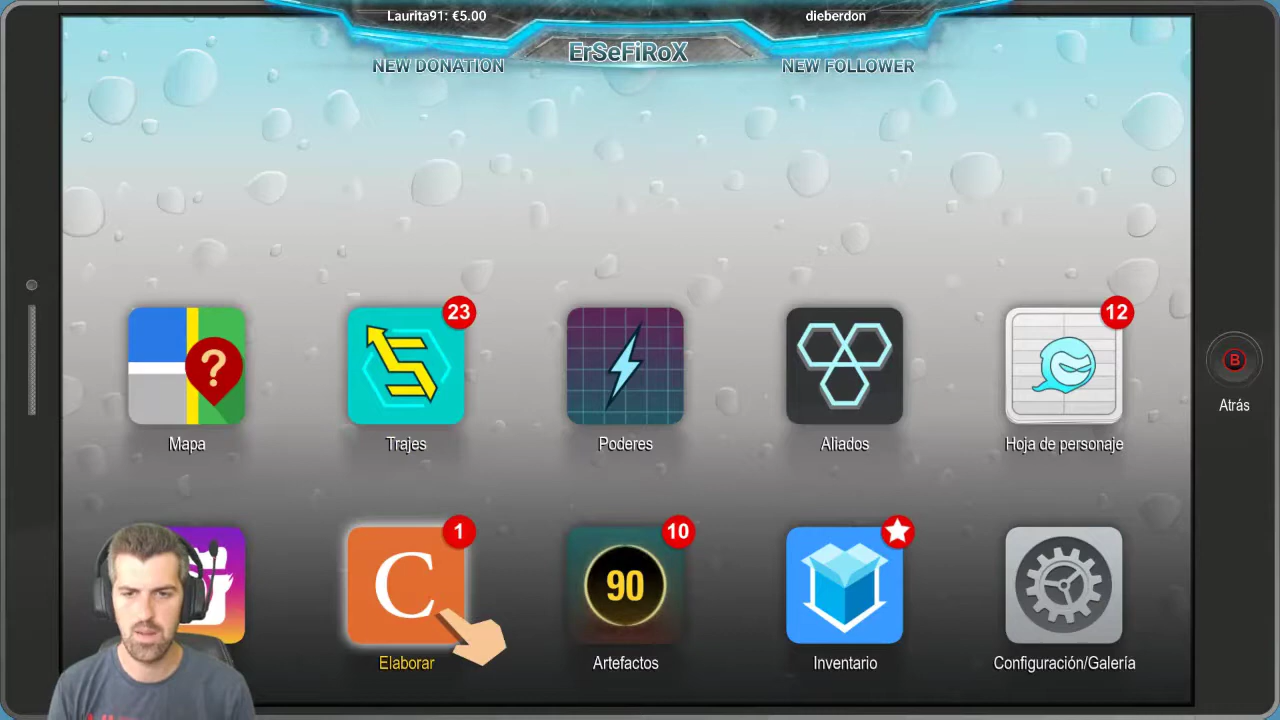 Laurita91: €5.00
dieberdon
ErSeFiRoX
NEW DONATION
NEW FOLLOWER
?
23
12
B
Atrás
Mapa
Trajes
Poderes
Aliados
Hoja de personaje
1
10
C
90
Elaborar
Artefactos
Inventario
Configuración/Galería